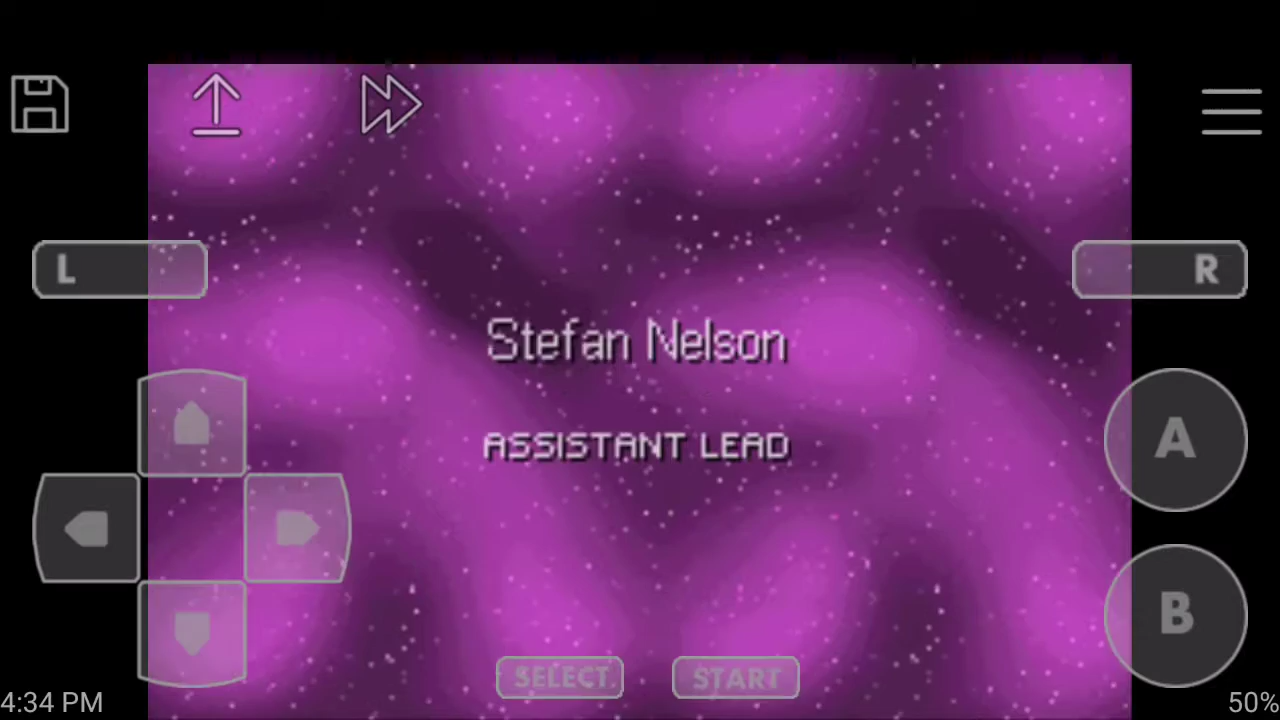 L
R
Stefan Nelson
ASSISTANT LEAD
A
B
SELECT
START
4:34 PM
50%